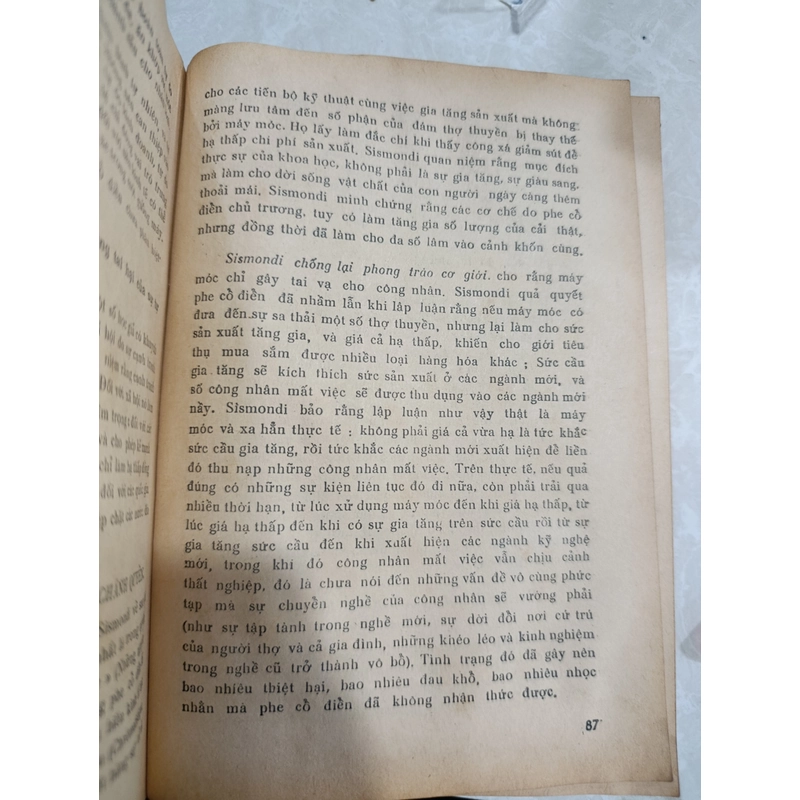 cho các tiến bộ kỹ thuật cùng việc gia tăng sản xuất mà không
màng lưu tâm đến số phận của đám thợ thuyền bị thay thế
bởi máy móc. Họ lấy làm đắc chí khi thấy công xá giảm sút để
hạ thấp chi phí sản xuất. Sismondi quan niệm rằng mục đích
thực sự của khoa học, không phải là sự gia tăng, sự giàu sang,
mà làm cho đời sống vật chất của con người ngày càng thêm
thoải mái. Sismondi minh chứng rằng các cơ chế do phe cổ
điển chủ trương, tuy có làm tăng gia số lượng của cải thật,
nhưng đồng thời đã làm cho đa số lâm vào cảnh khốn cùng.
Sismondi chống lại phong trào cơ giới. cho rằng máy
móc chỉ gây tai vạ cho công nhân. Sismondi quả quyết
phe cổ điển đã nhầm lẫn khi lập luận rằng nếu máy móc có
đưa đến sự sa thải một số thợ thuyền, nhưng lại làm cho sức
sản xuất tăng gia, và giá cả hạ thấp. khiến cho giới tiêu
thụ mua sắm được nhiều loại hàng hóa khác ; Sức cầu
gia tăng sẽ kích thích sức sản xuất ở các ngành mới, và
số công nhân mất việc sẽ được thu dụng vào các ngành mới
nầy. Sismondi bảo rằng lập luận như vậy thật là máy
móc và xa hẳn thực tế : không phải giá cả vừa hạ là tức khắc
sức cầu gia tăng, rồi tức khắc các ngành mới xuất hiện để liền
đó thu nạp những công nhân mất việc. Trên thực tế, nếu quả
đúng có những sự kiện liên tục đó đi nữa, còn phải trải qua
nhiều thời hạn, từ lúc xử dụng máy móc đến khi giá hạ thấp, từ
lúc giá hạ thấp đến khi có sự gia tăng trên sức cầu rồi từ sự
gia tăng sức cầu đến khi xuất hiện các ngành kỹ nghệ
mới, trong khi đó công nhân mất việc vẫn chịu cảnh
thất nghiệp, đó là chưa nói đến những vấn đề vô cùng phức
tạp mà sự chuyển nghề của công nhân sẽ vướng phải
(như sự tập tành trong nghề mới, sự dời đổi nơi cư trú
của người thợ và cả gia đình, những khéo léo và kinh nghiệm
trong nghề cũ trở thành vô bổ). Tình trạng đó đã gây nên
bao nhiêu thiệt hại, bao nhiêu đau khổ, bao nhiêu nhọc
nhằn mà phe cổ điển đã không nhận thức được.
87